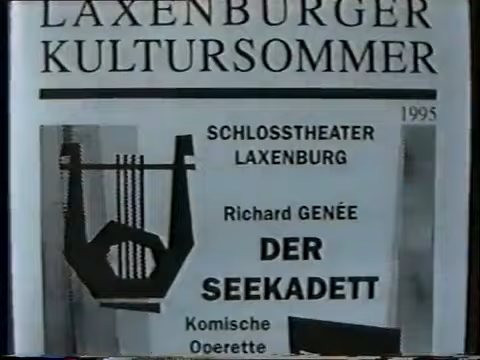 LAXENBURGER
KULTURSOMMER
1995
SCHLOSSTHEATER
LAXENBURG
Richard GENÉE
DER
SEEKADETT
Komische
Operette